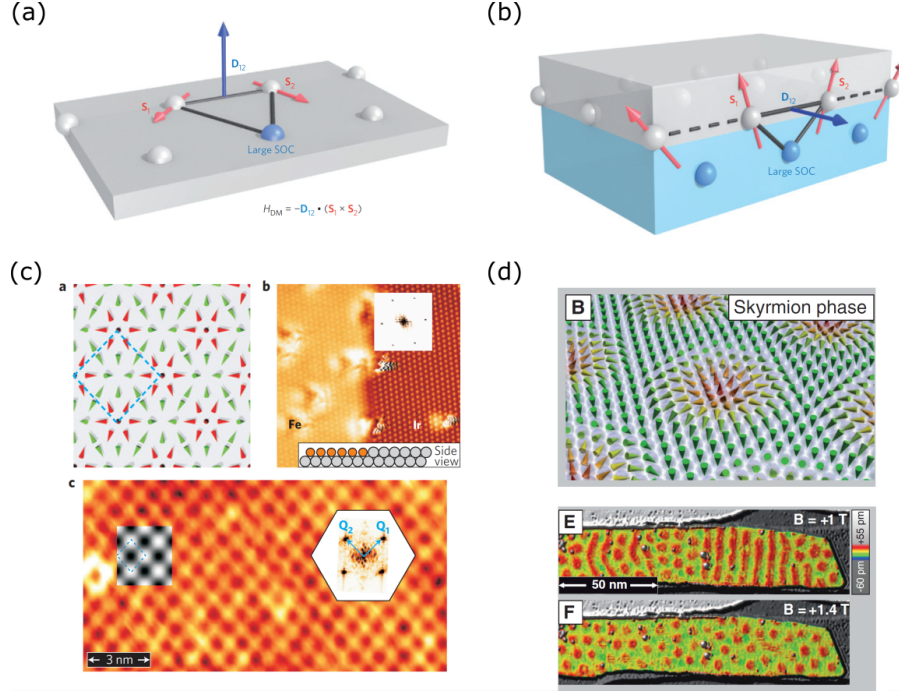 (a)
D12
S1
S2
Large SOC
HDM = –D12 • (S1 × S2)
(b)
S1
S2
D12
Large SOC
(c)
a
b
Fe
Ir
Side
view
c
Q2
Q1
3 nm
(d)
B
Skyrmion phase
E
B = +1 T
50 nm
+55 pm
-60 pm
F
B = +1.4 T